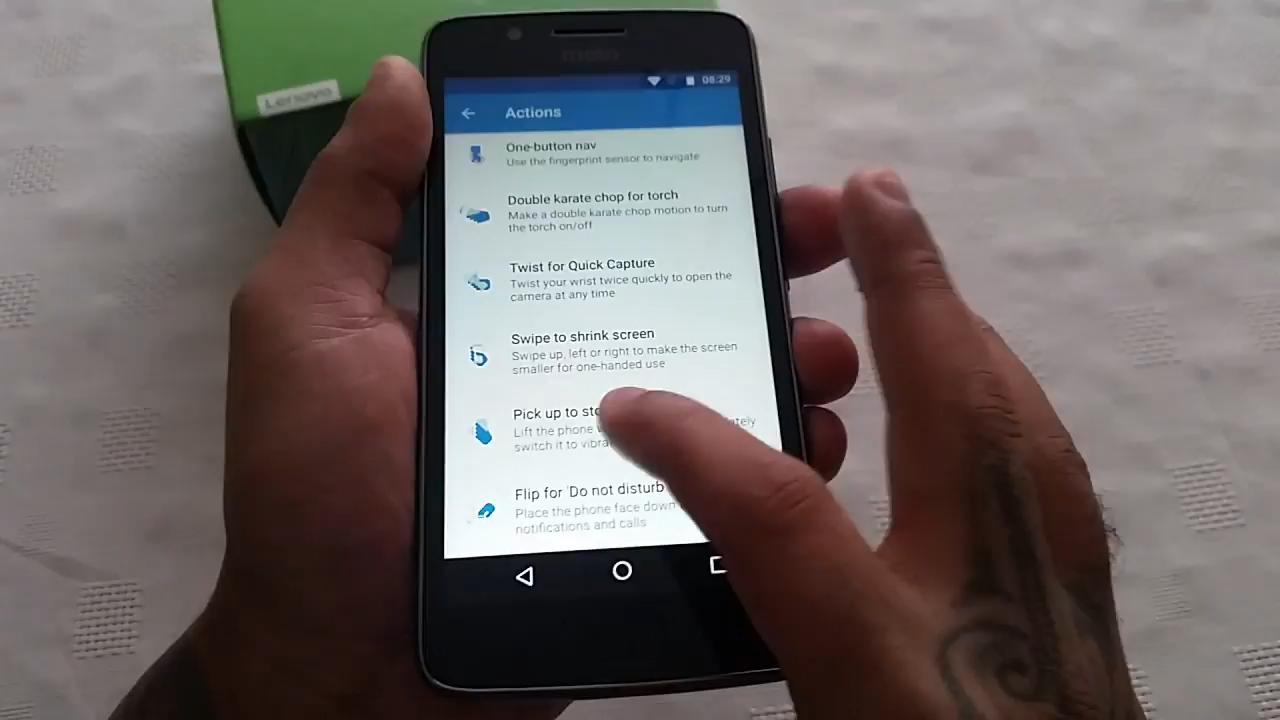 Lenovo
moto
08:29
Actions
One-button nav
Use the fingerprint sensor to navigate
Double karate chop for torch
Make a double karate chop motion to turn
the torch on/off
Twist for Quick Capture
Twist your wrist twice quickly to open the
camera at any time
Swipe to shrink screen
Swipe up, left or right to make the screen
smaller for one-handed use
Pick up to
Lift the phone
switch it to
Flip for 'Do not disturb
Place the phone face down
notifications and calls